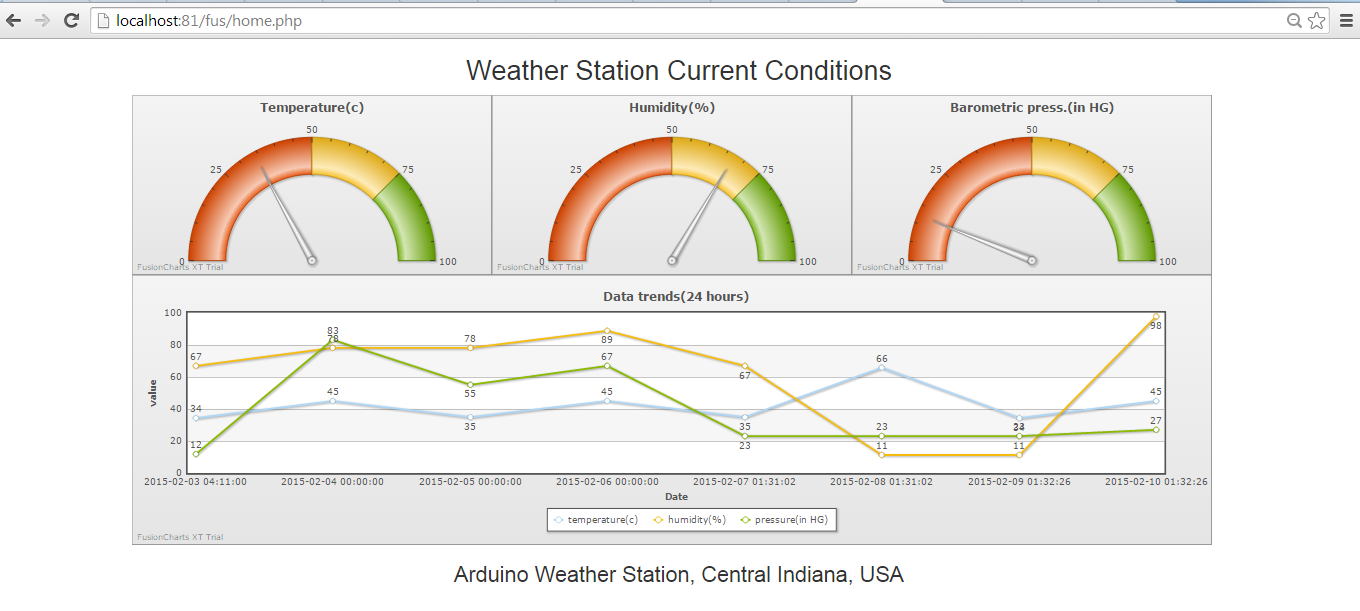 localhost:81/fus/home.php
Weather Station Current Conditions
Temperature(c) Humidity(%) Barometric press.(in HG)
50 50 50
25 75 25 75 25 75
0 100 0 100 0 100
FusionCharts XT Trial FusionCharts XT Trial FusionCharts XT Trial
Data trends(24 hours)
value
100
80
60
40
20
0
67 78 78 89 67 11 11 98
34 45 35 45 35 66 34 45
12 83 55 67 23 23 23 27
2015-02-03 04:11:00 2015-02-04 00:00:00 2015-02-05 00:00:00 2015-02-06 00:00:00 2015-02-07 01:31:02 2015-02-08 01:31:02 2015-02-09 01:32:26 2015-02-10 01:32:26
Date
temperature(c) humidity(%) pressure(in HG)
FusionCharts XT Trial
Arduino Weather Station, Central Indiana, USA